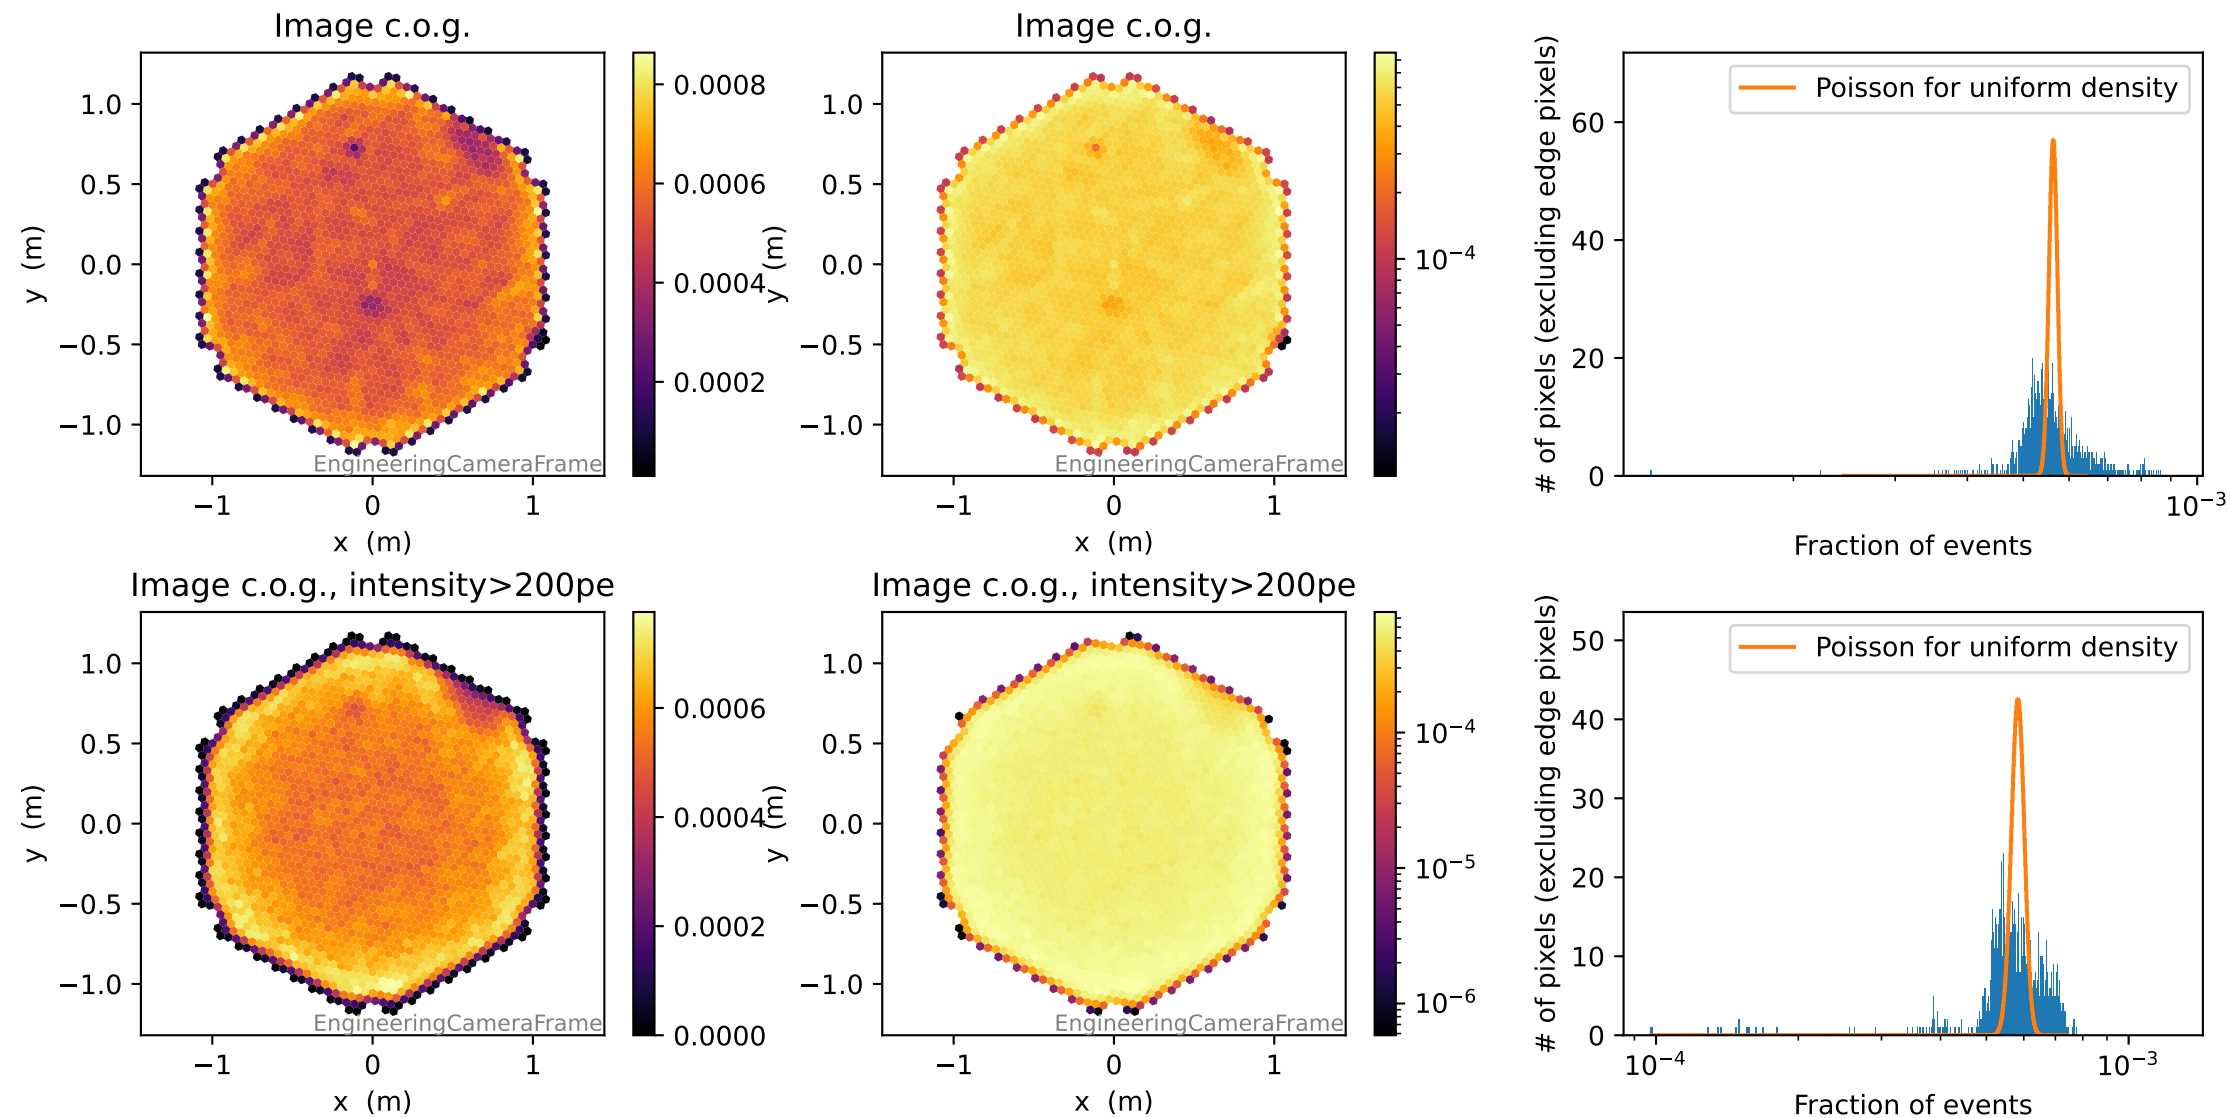 Image c.o.g.
1.0
0.5
0.0
−0.5
−1.0
y (m)
−1
0
1
x (m)
EngineeringCameraFrame
0.0008
0.0006
0.0004
0.0002
Image c.o.g.
1.0
0.5
0.0
−0.5
−1.0
y (m)
−1
0
1
x (m)
EngineeringCameraFrame
10⁻⁴
# of pixels (excluding edge pixels)
60
40
20
0
Poisson for uniform density
10⁻³
Fraction of events
Image c.o.g., intensity>200pe
1.0
0.5
0.0
−0.5
−1.0
y (m)
−1
0
1
x (m)
EngineeringCameraFrame
0.0006
0.0004
0.0002
0.0000
Image c.o.g., intensity>200pe
1.0
0.5
0.0
−0.5
−1.0
y (m)
−1
0
1
x (m)
EngineeringCameraFrame
10⁻⁴
10⁻⁵
10⁻⁶
# of pixels (excluding edge pixels)
50
40
30
20
10
0
Poisson for uniform density
10⁻⁴
10⁻³
Fraction of events